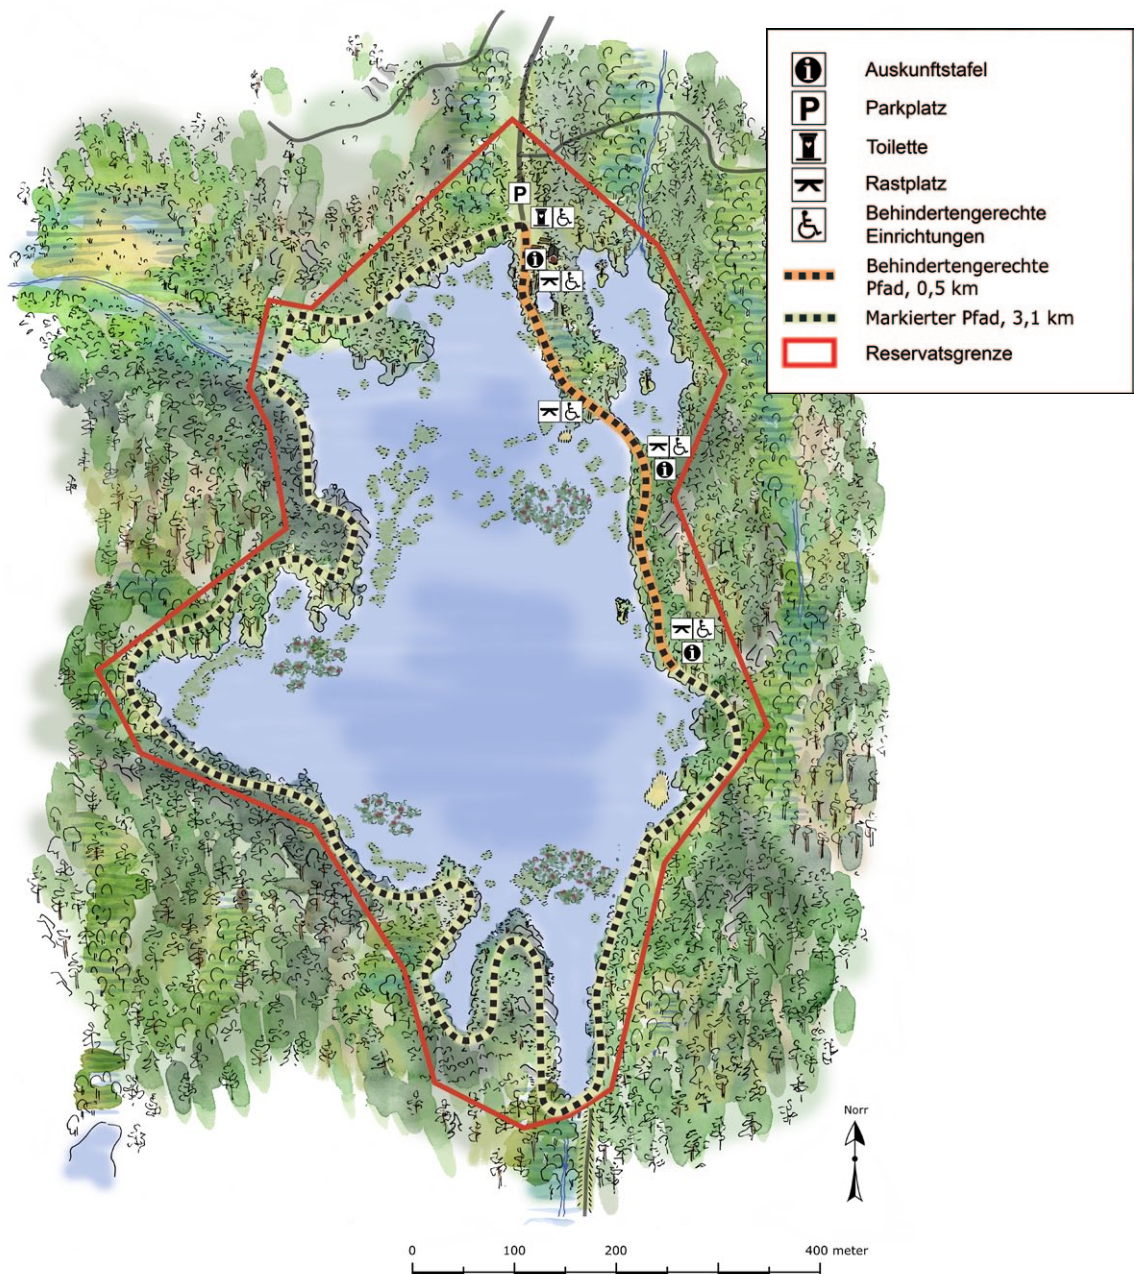 Auskunftstafel
P
Parkplatz
Toilette
Rastplatz
Behindertengerechte
Einrichtungen
Behindertengerechte
Pfad, 0,5 km
Markierter Pfad, 3,1 km
Reservatsgrenze
P
i
i
i
Norr
0 100 200 400 meter